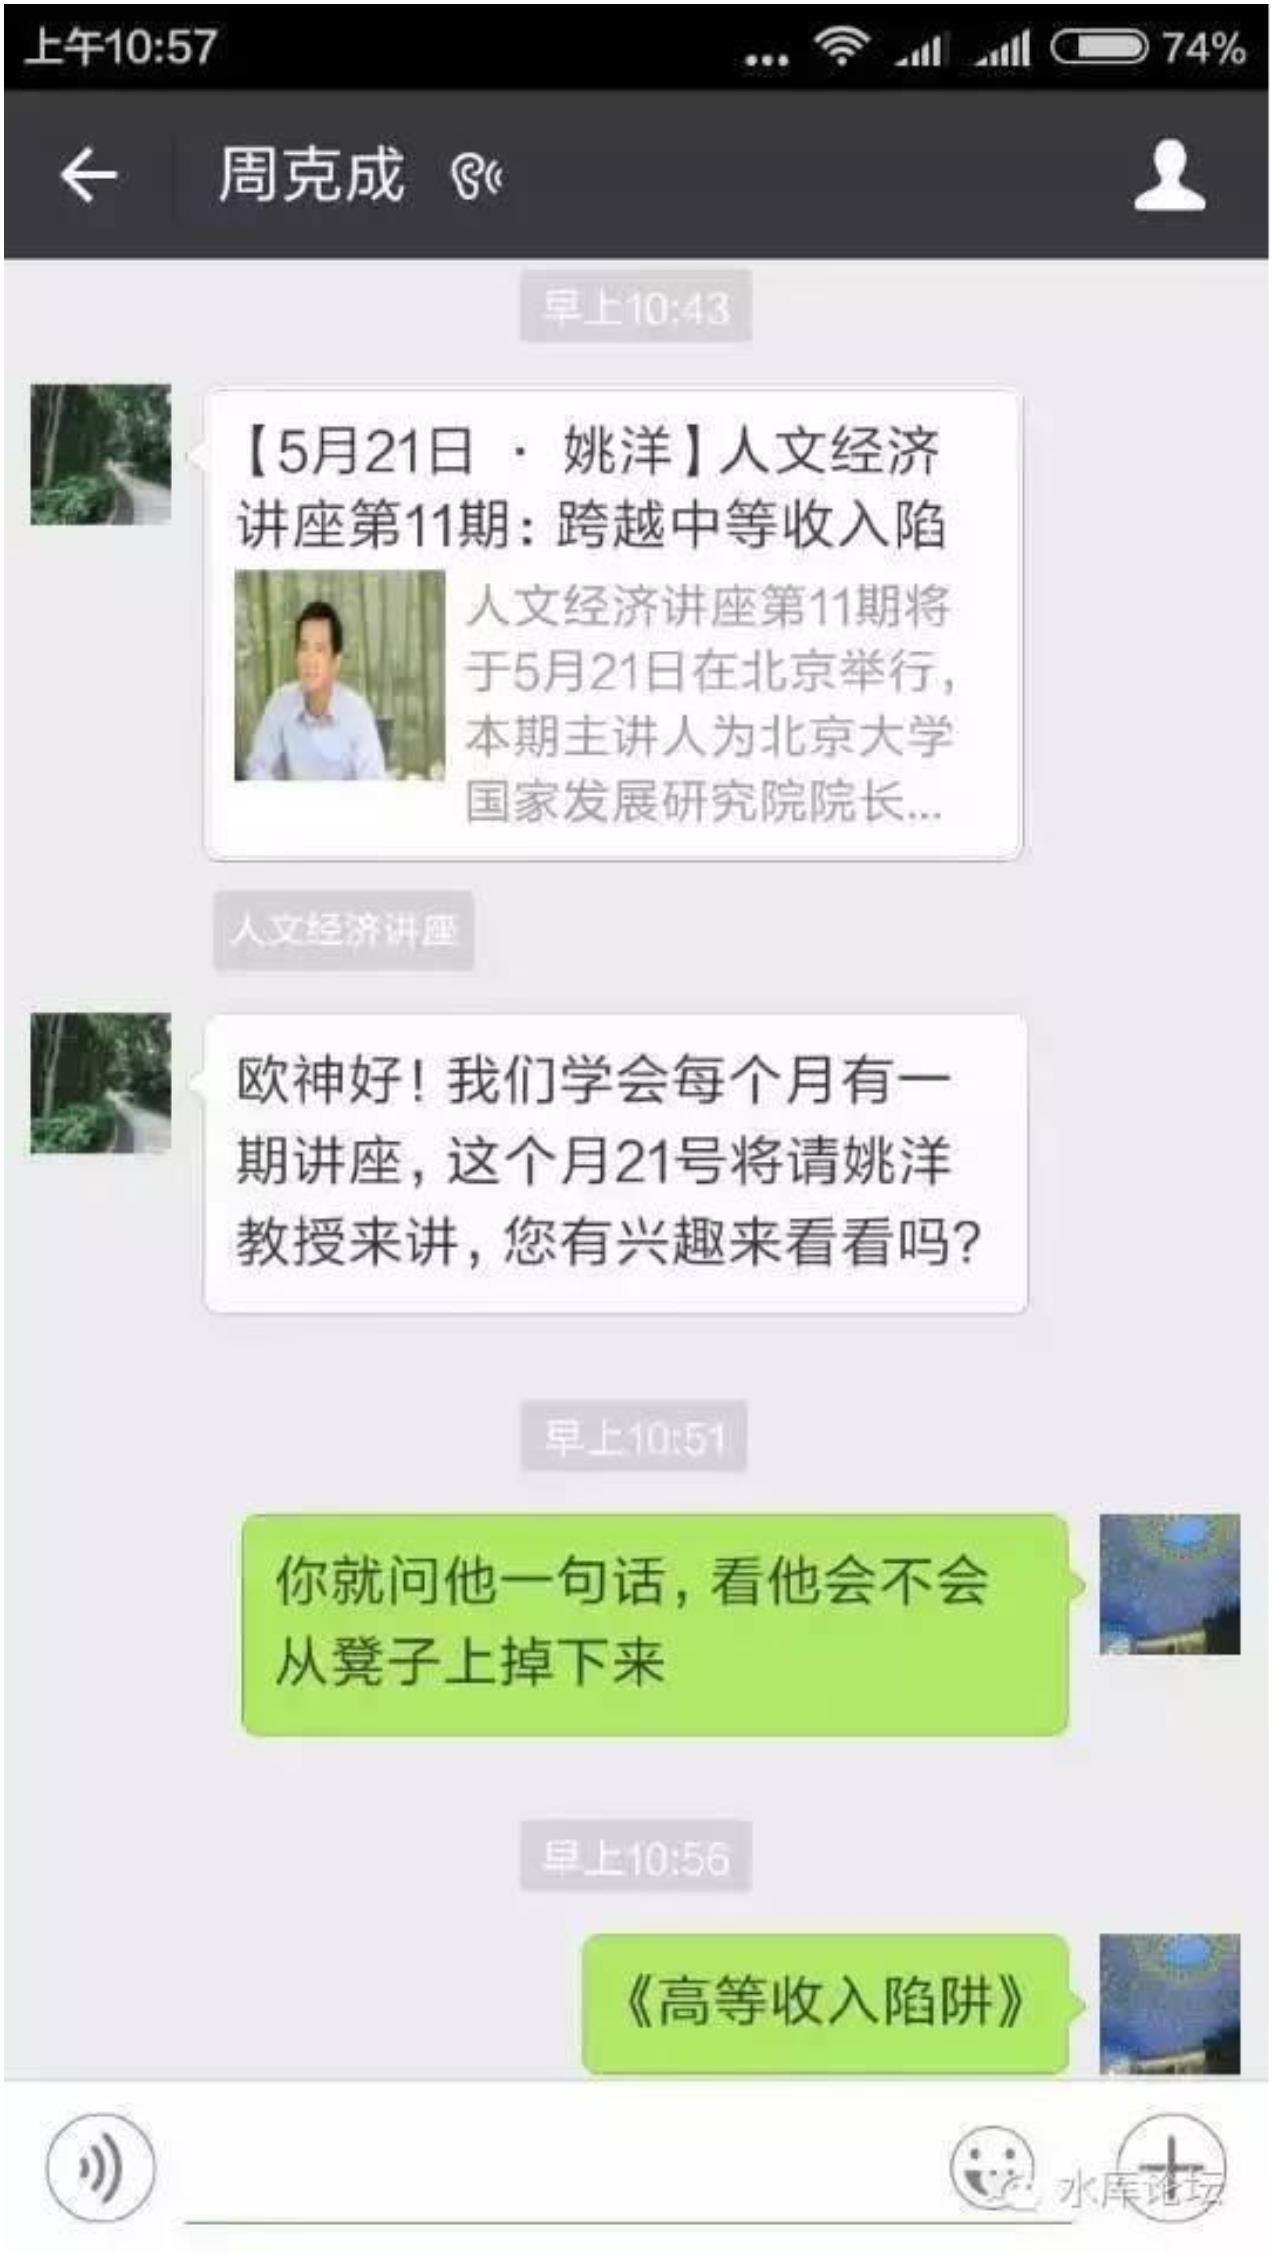 上午10:57
... 74%
周克成
早上10:43
【5月21日 · 姚洋】人文经济
讲座第11期：跨越中等收入陷
人文经济讲座第11期将
于5月21日在北京举行，
本期主讲人为北京大学
国家发展研究院院长...
人文经济讲座
欧神好！我们学会每个月有一
期讲座，这个月21号将请姚洋
教授来讲，您有兴趣来看看吗？
早上10:51
你就问他一句话，看他会不会
从凳子上掉下来
早上10:56
《高等收入陷阱》
水库论坛